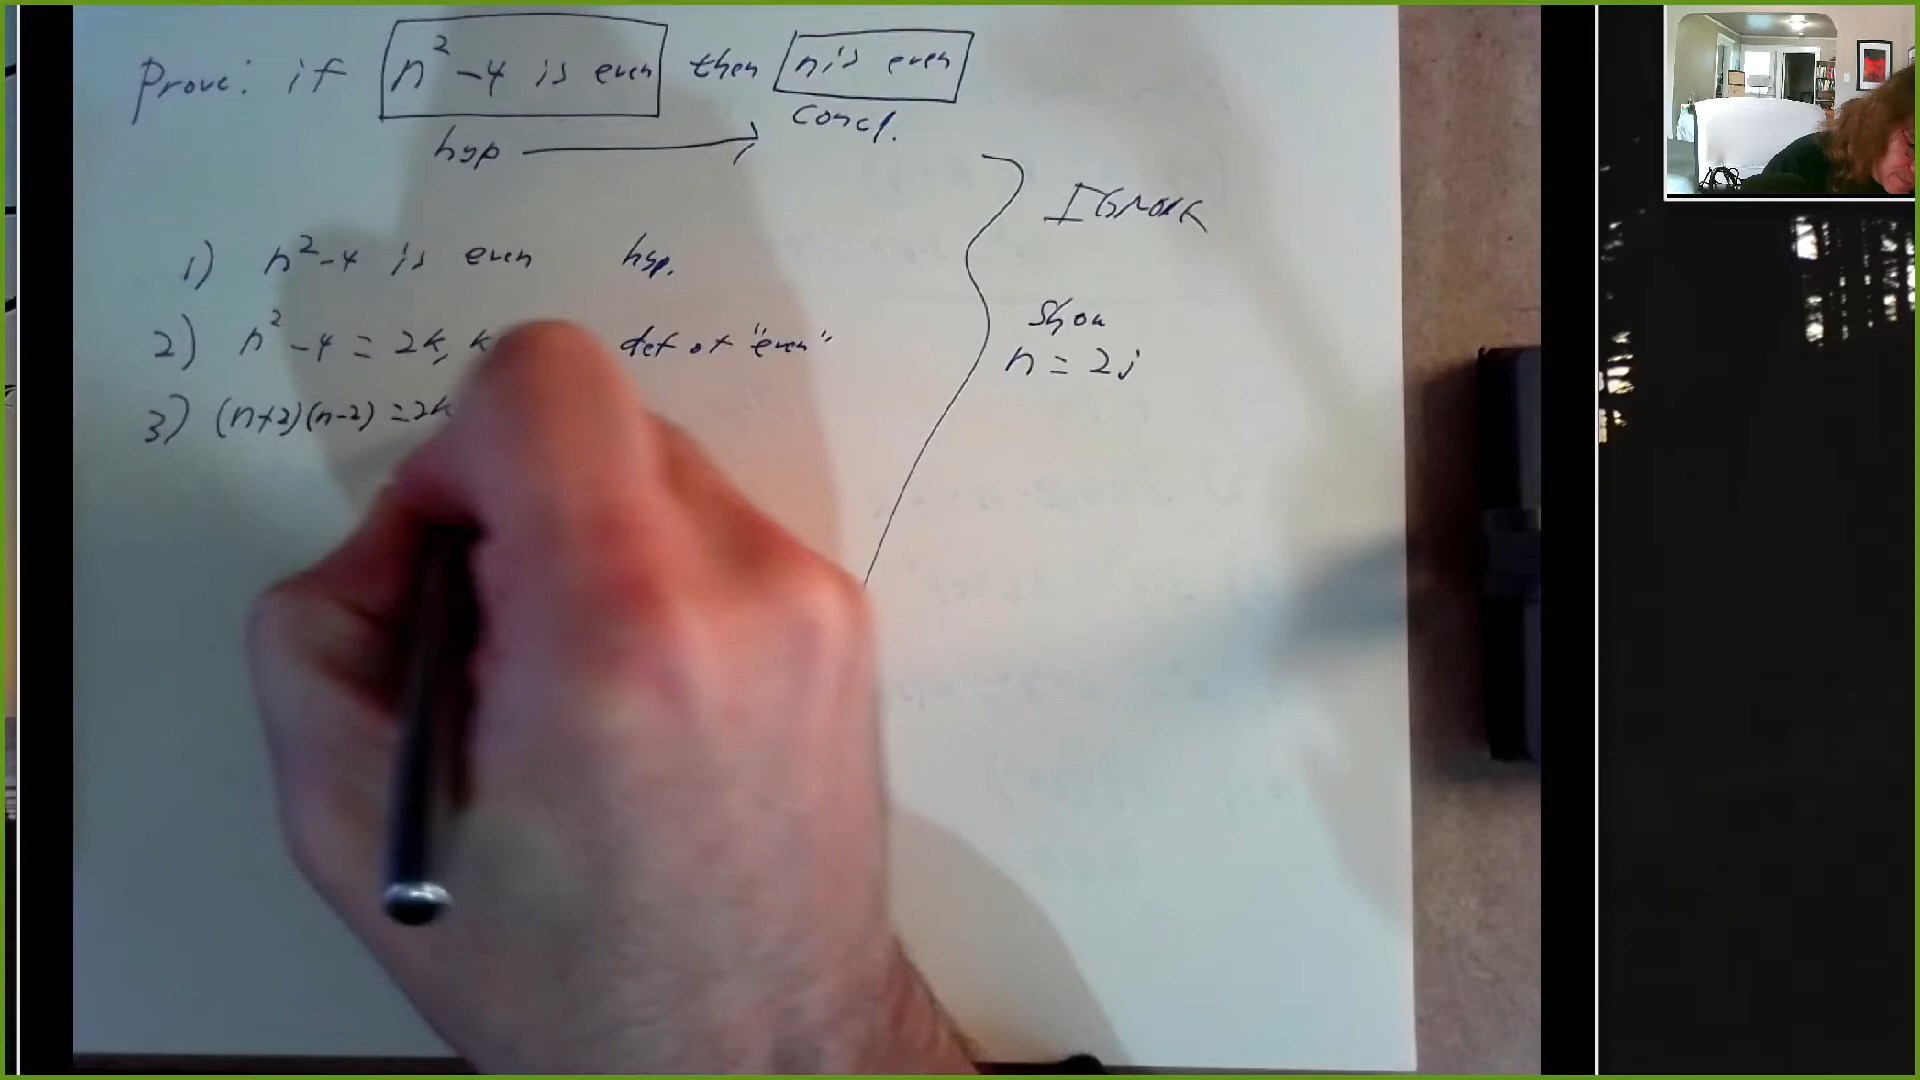 Prove: if n² - 4 is even then n is even
hyp → concl.
1) n² - 4 is even hyp.
2) n² - 4 = 2k, k def of "even"
3) (n+2)(n-2) = 2k
IGNORE
Show
n = 2j